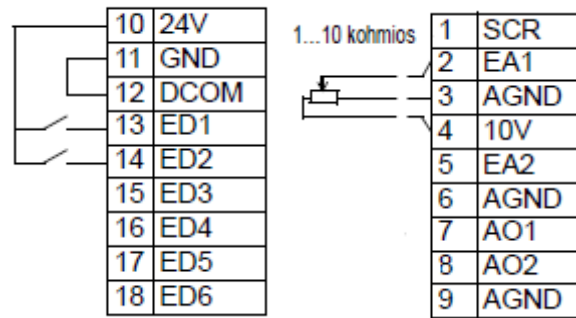 10 24V
11 GND
12 DCOM
13 ED1
14 ED2
15 ED3
16 ED4
17 ED5
18 ED6
1...10 kohmios
1 SCR
2 EA1
3 AGND
4 10V
5 EA2
6 AGND
7 AO1
8 AO2
9 AGND